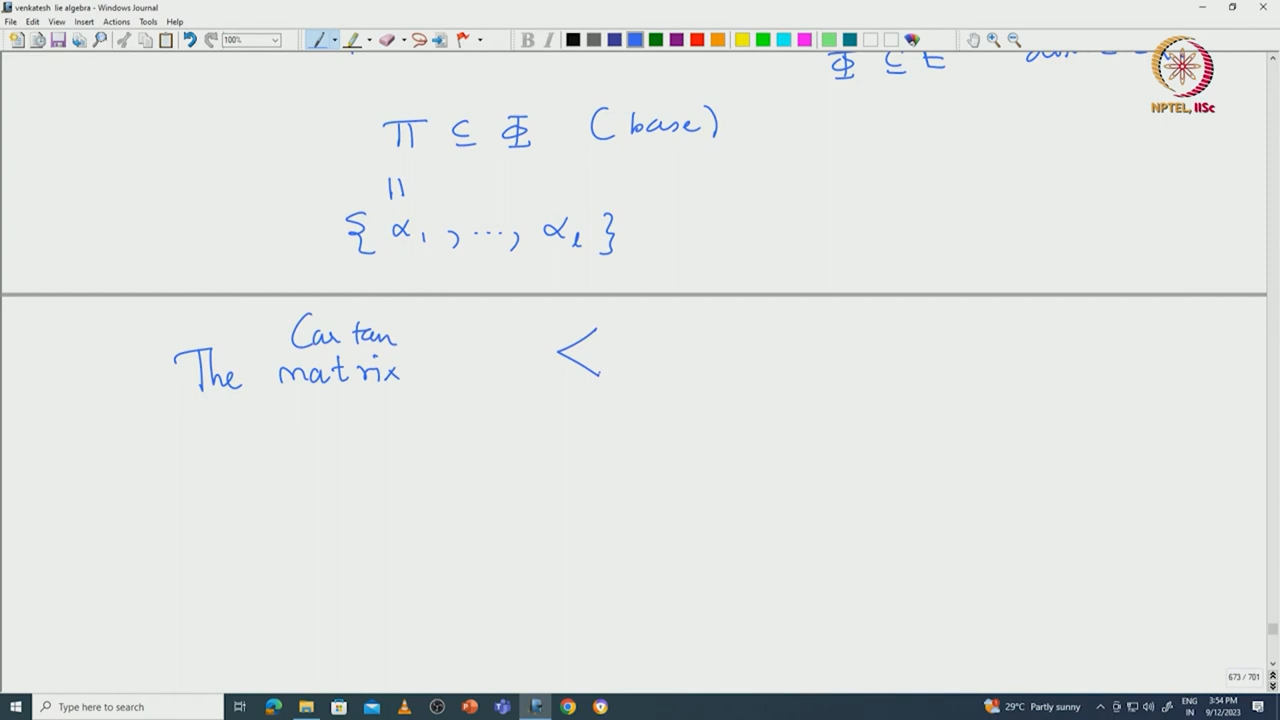 venkatesh lie algebra - Windows Journal
File Edit View Insert Actions Tools Help
100%
B I
Φ ⊆ E
NPTEL, IISc
Π ⊆ Φ (base)
||
{ α₁ , ..., αₗ }
Cartan
The matrix <
673 / 701
Type here to search
29°C Partly sunny
ENG
IN
3:54 PM
9/12/2023